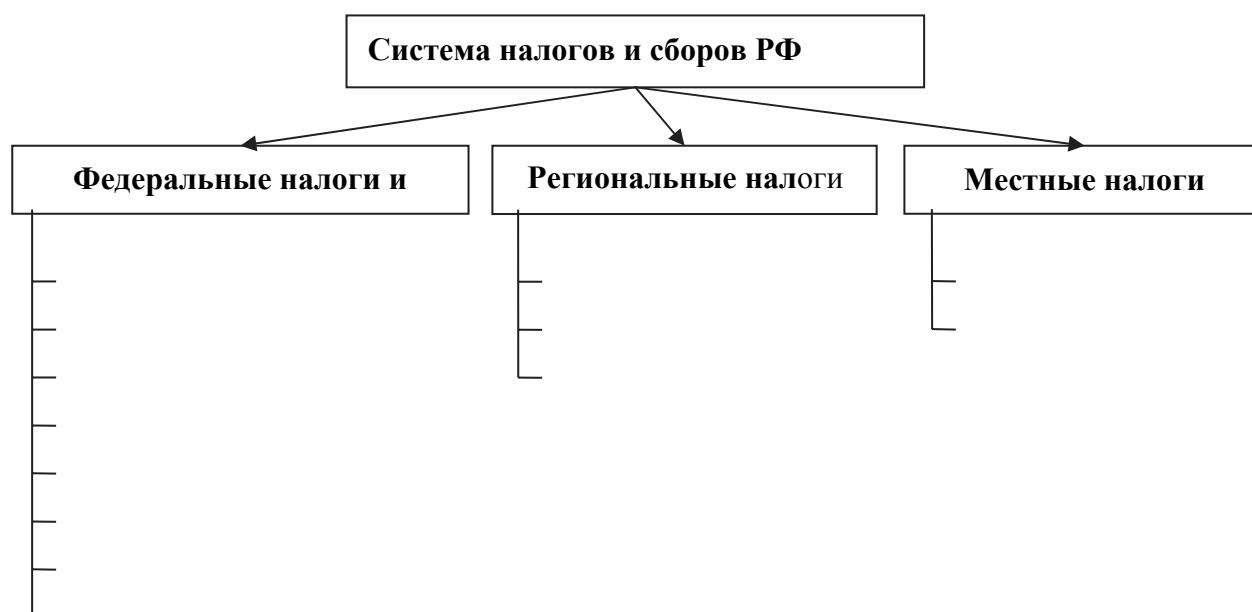 Система налогов и сборов РФ
Федеральные налоги и
Региональные налоги
Местные налоги